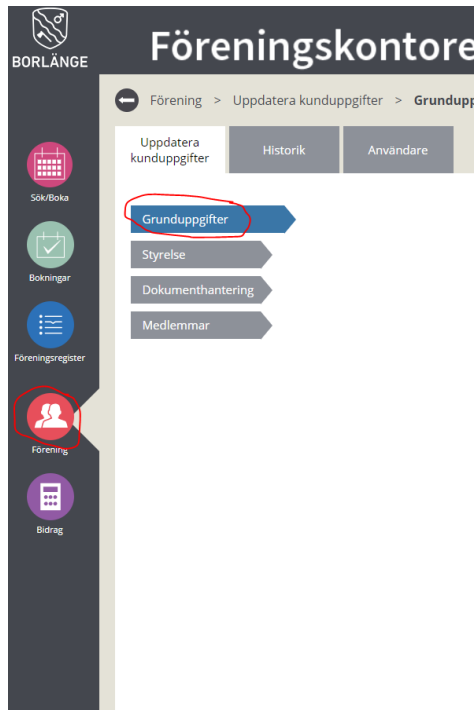 BORLÄNGE
Föreningskontore
Förening > Uppdatera kunduppgifter > Grundupp
Uppdatera
kunduppgifter
Historik
Användare
Sök/Boka
Bokningar
Föreningsregister
Förening
Bidrag
Grunduppgifter
Styrelse
Dokumenthantering
Medlemmar